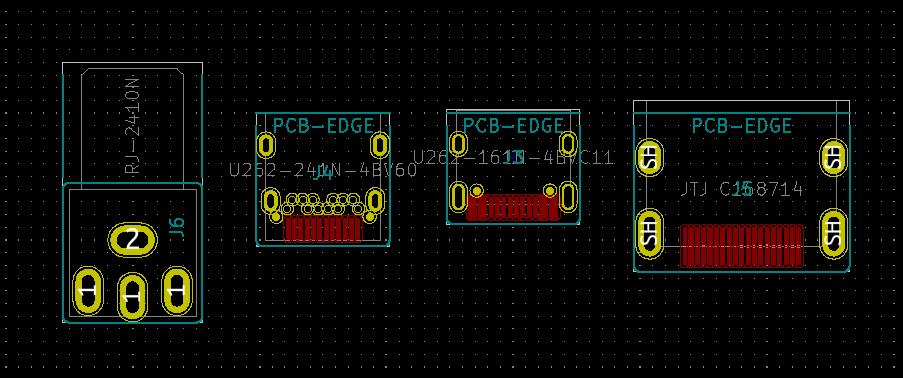 RJ-2410N
J6
2
1
1
1
PCB-EDGE
U262-241N-4BV60
J4
PCB-EDGE
U262-161N-4BVC11
J3
PCB-EDGE
SH
SH
JTJ C168714
J5
SH
SH